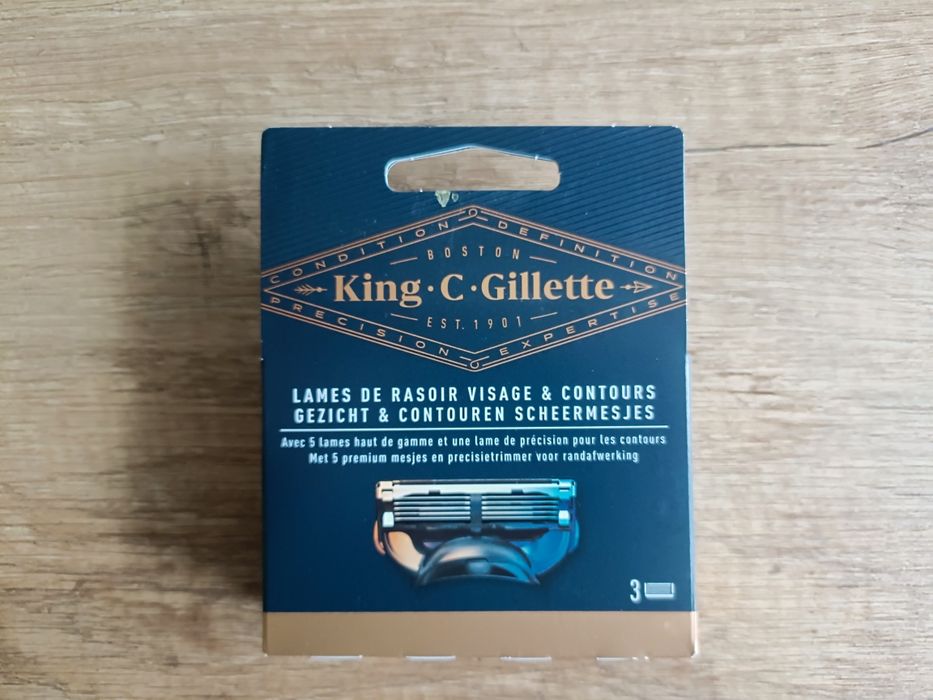 CONDITION DEFINITION
BOSTON
King · C · Gillette
EST. 1901
PRECISION EXPERTISE
LAMES DE RASOIR VISAGE & CONTOURS
GEZICHT & CONTOUREN SCHEERMESJES
Avec 5 lames haut de gamme et une lame de précision pour les contours
Met 5 premium mesjes en precisietrimmer voor randafwerking
3